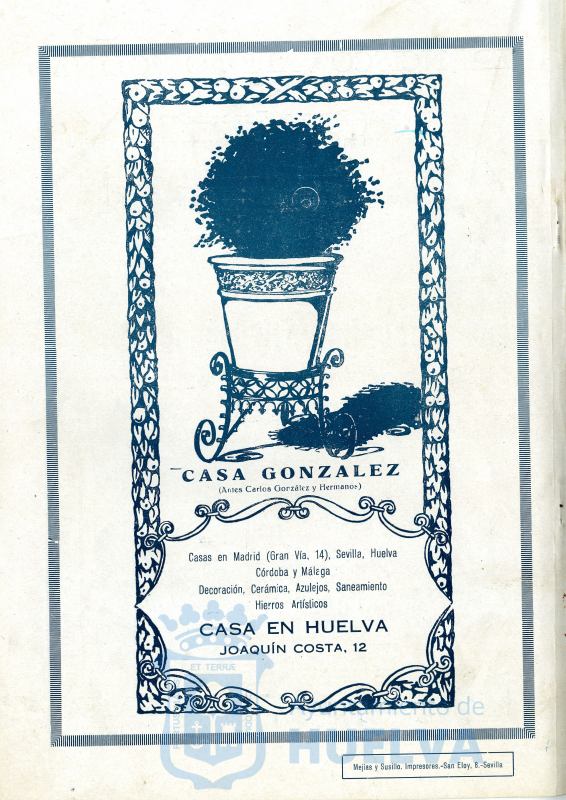 CASA GONZALEZ
(Antes Carlos González y Hermano)
Casas en Madrid (Gran Vía, 14), Sevilla, Huelva
Córdoba y Málaga
Decoración, Cerámica, Azulejos, Saneamiento
Hierros Artísticos
CASA EN HUELVA
JOAQUÍN COSTA, 12
ET TERRÆ
Ayuntamiento de
HUELVA
Mejías y Susillo. Impresores.-San Eloy, 8.-Sevilla